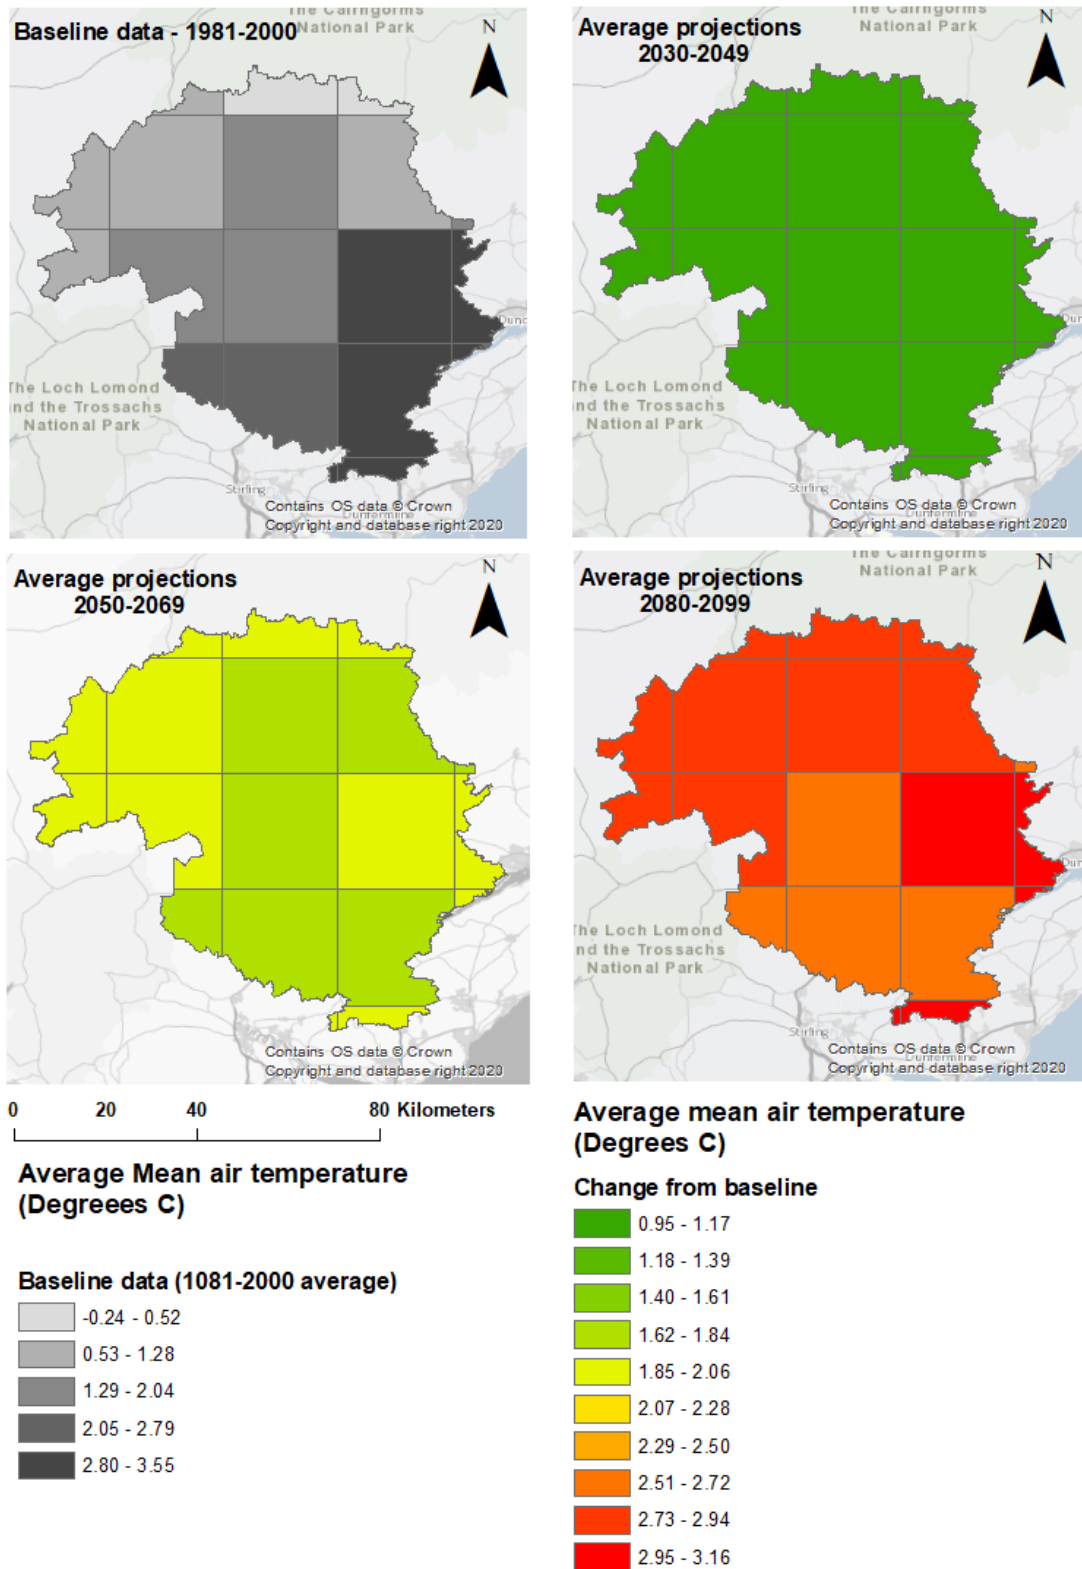 Baseline data - 1981-2000
The Cairngorms
National Park
N
The Loch Lomond
and the Trossachs
National Park
Stirling
Contains OS data © Crown
Dunfermline
Copyright and database right 2020
Average projections
2030-2049
The Cairngorms
National Park
N
The Loch Lomond
and the Trossachs
National Park
Stirling
Contains OS data © Crown
Dunfermline
Copyright and database right 2020
Average projections
2050-2069
N
Contains OS data © Crown
Copyright and database right 2020
Average projections
2080-2099
The Cairngorms
National Park
N
The Loch Lomond
and the Trossachs
National Park
Stirling
Contains OS data © Crown
Dunfermline
Copyright and database right 2020
0 20 40 80 Kilometers
Average Mean air temperature
(Degreees C)
Baseline data (1081-2000 average)
-0.24 - 0.52
0.53 - 1.28
1.29 - 2.04
2.05 - 2.79
2.80 - 3.55
Average mean air temperature
(Degrees C)
Change from baseline
0.95 - 1.17
1.18 - 1.39
1.40 - 1.61
1.62 - 1.84
1.85 - 2.06
2.07 - 2.28
2.29 - 2.50
2.51 - 2.72
2.73 - 2.94
2.95 - 3.16